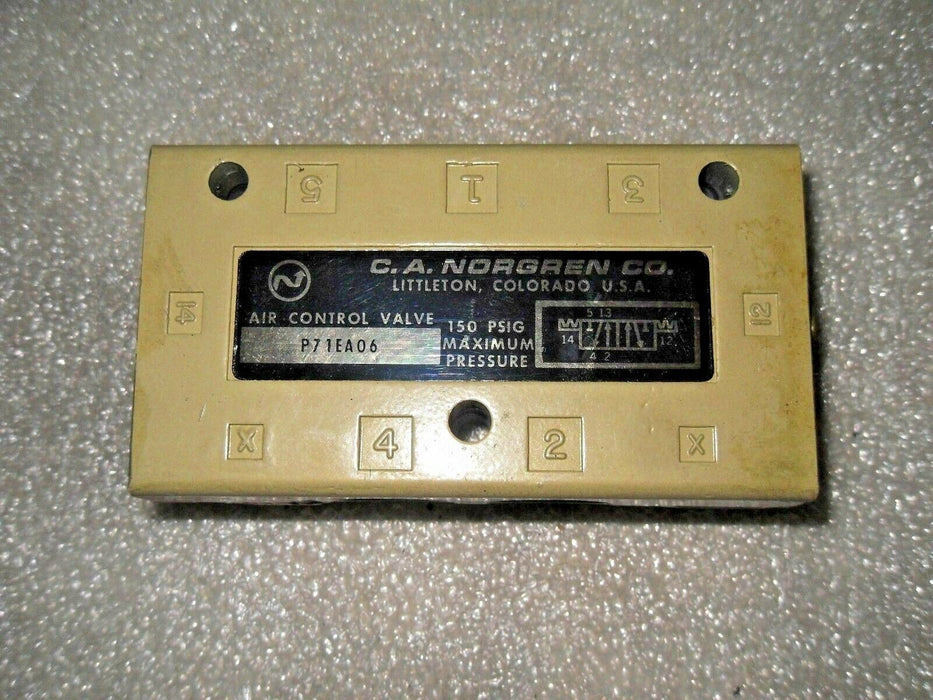 5 1 3
C. A. NORGREN CO.
LITTLETON, COLORADO U.S.A.
14
12
AIR CONTROL VALVE
P71EA06
150 PSIG
MAXIMUM
PRESSURE
5 1 3
14
12
4 2
X 4 2 X